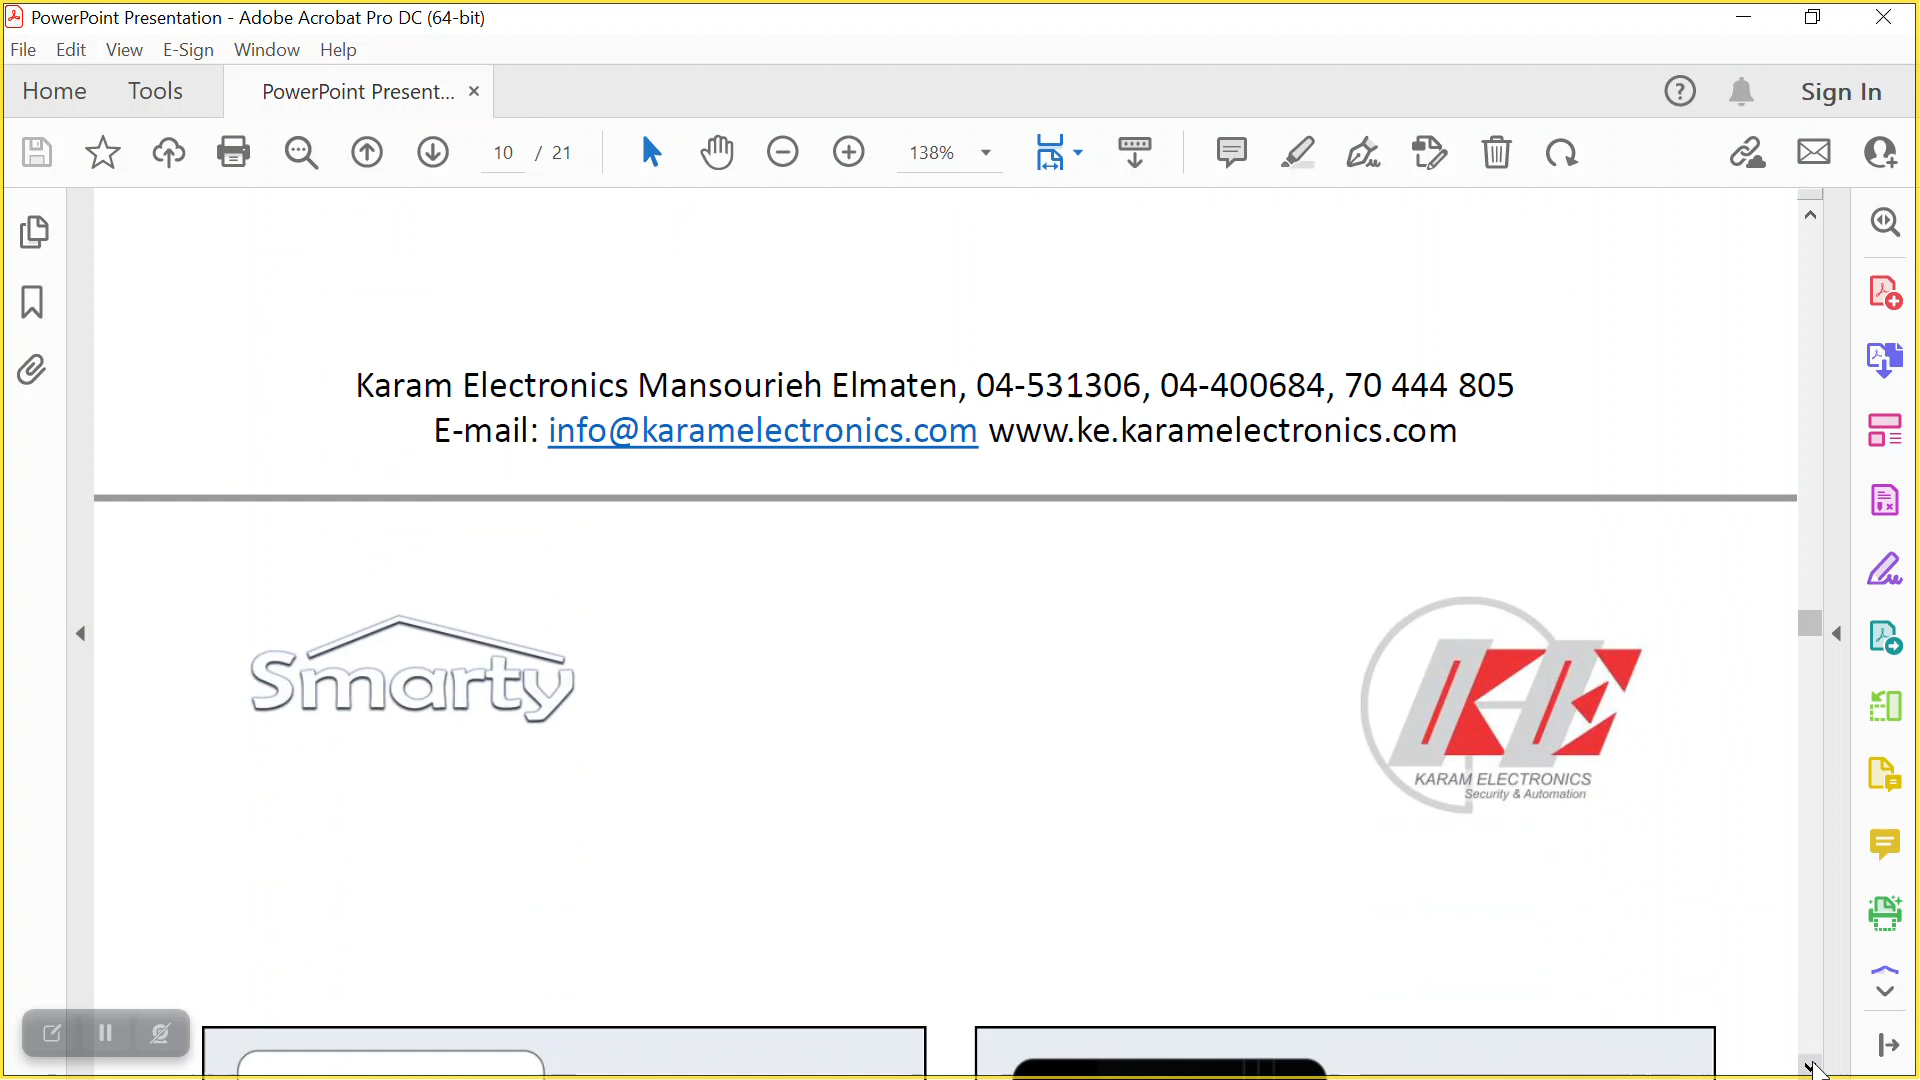 PowerPoint Presentation - Adobe Acrobat Pro DC (64-bit)
File Edit View E-Sign Window Help
Home Tools PowerPoint Present... Sign In
10 / 21 138%
Karam Electronics Mansourieh Elmaten, 04-531306, 04-400684, 70 444 805
E-mail: info@karamelectronics.com www.ke.karamelectronics.com
Smarty
KE
KARAM ELECTRONICS
Security & Automation